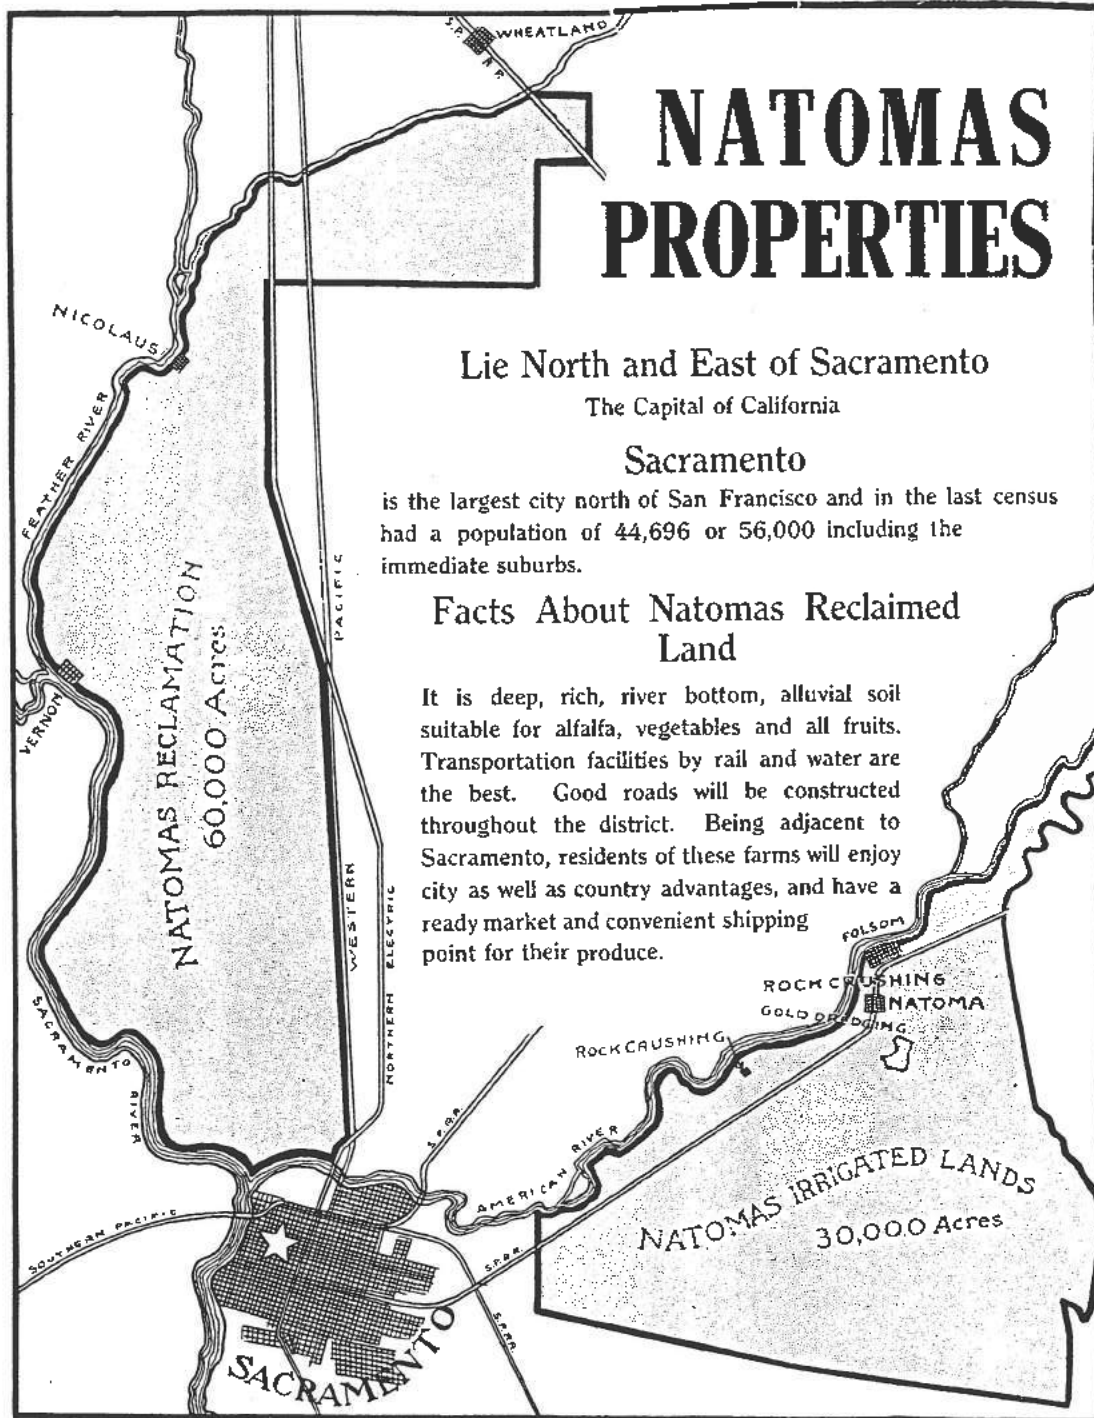 S.P.
R.P.
WHEATLAND
NATOMAS
PROPERTIES
NICOLAUS
Lie North and East of Sacramento
The Capital of California
Sacramento
is the largest city north of San Francisco and in the last census
had a population of 44,696 or 56,000 including the
immediate suburbs.
FEATHER RIVER
Facts About Natomas Reclaimed
Land
It is deep, rich, river bottom, alluvial soil
suitable for alfalfa, vegetables and all fruits.
Transportation facilities by rail and water are
the best. Good roads will be constructed
throughout the district. Being adjacent to
Sacramento, residents of these farms will enjoy
city as well as country advantages, and have a
ready market and convenient shipping
point for their produce.
NATOMAS RECLAMATION
60,000 Acres
VERNON
PACIFIC
WESTERN
NORTHERN ELECTRIC
SACRAMENTO
RIVER
FOLSOM
ROCK CRUSHING
NATOMA
GOLD DREDGING
ROCK CRUSHING
S.P.RR.
AMERICAN RIVER
NATOMAS IRRIGATED LANDS
30,000 Acres
SOUTHERN PACIFIC
S.P.RR.
S.P.RR.
SACRAMENTO